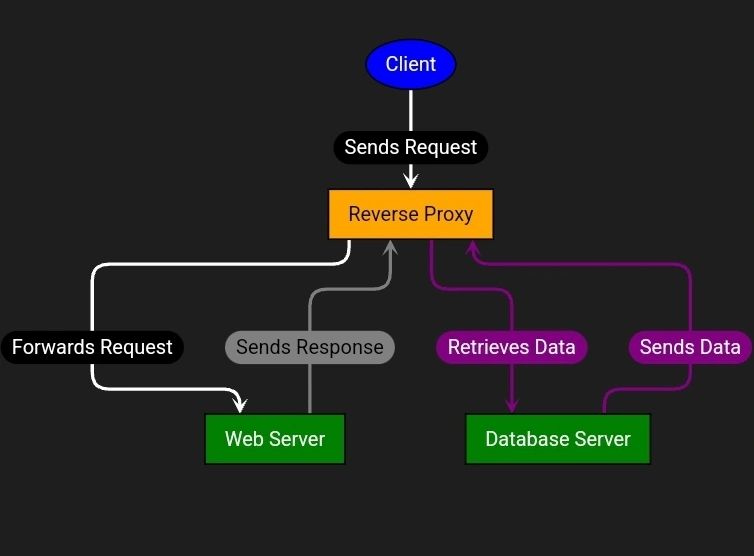 Client
Sends Request
Reverse Proxy
Forwards Request
Sends Response
Retrieves Data
Sends Data
Web Server
Database Server